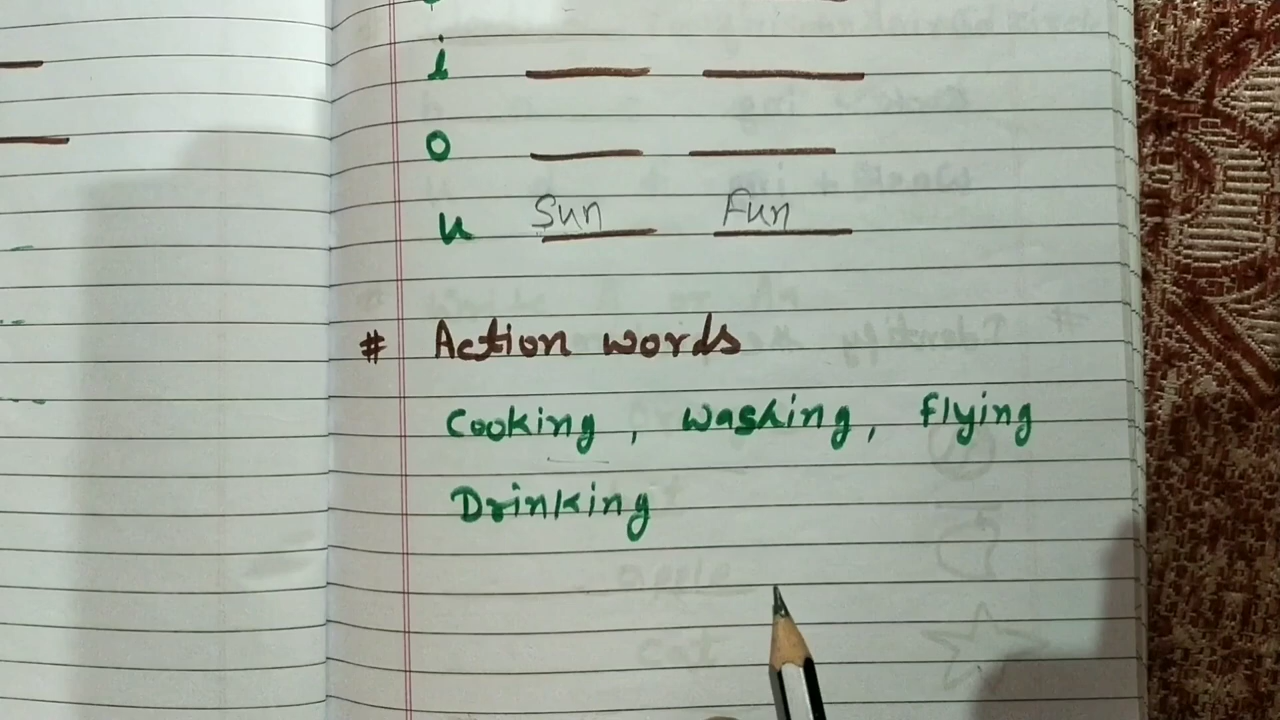 i
o
u Sun Fun
# Action words
Cooking, Washing, Flying
Drinking